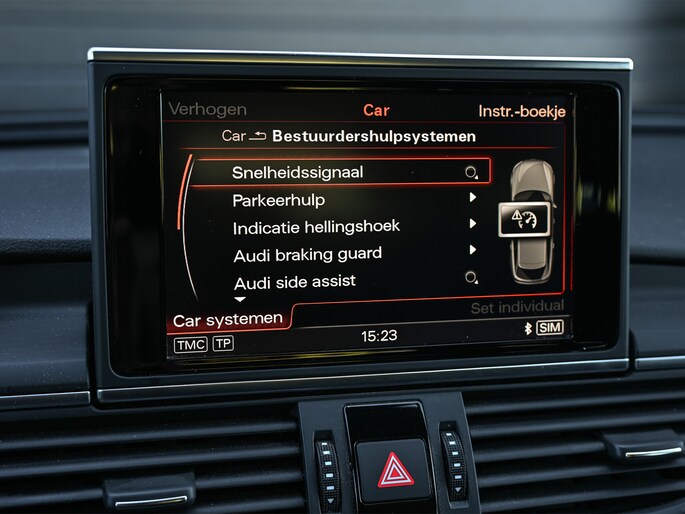 Verhogen Car Instr.-boekje
Car Bestuurdershulpsystemen
Snelheidssignaal
Parkeerhulp
Indicatie hellingshoek
Audi braking guard
Audi side assist
Set individual
Car systemen
TMC TP 15:23 SIM